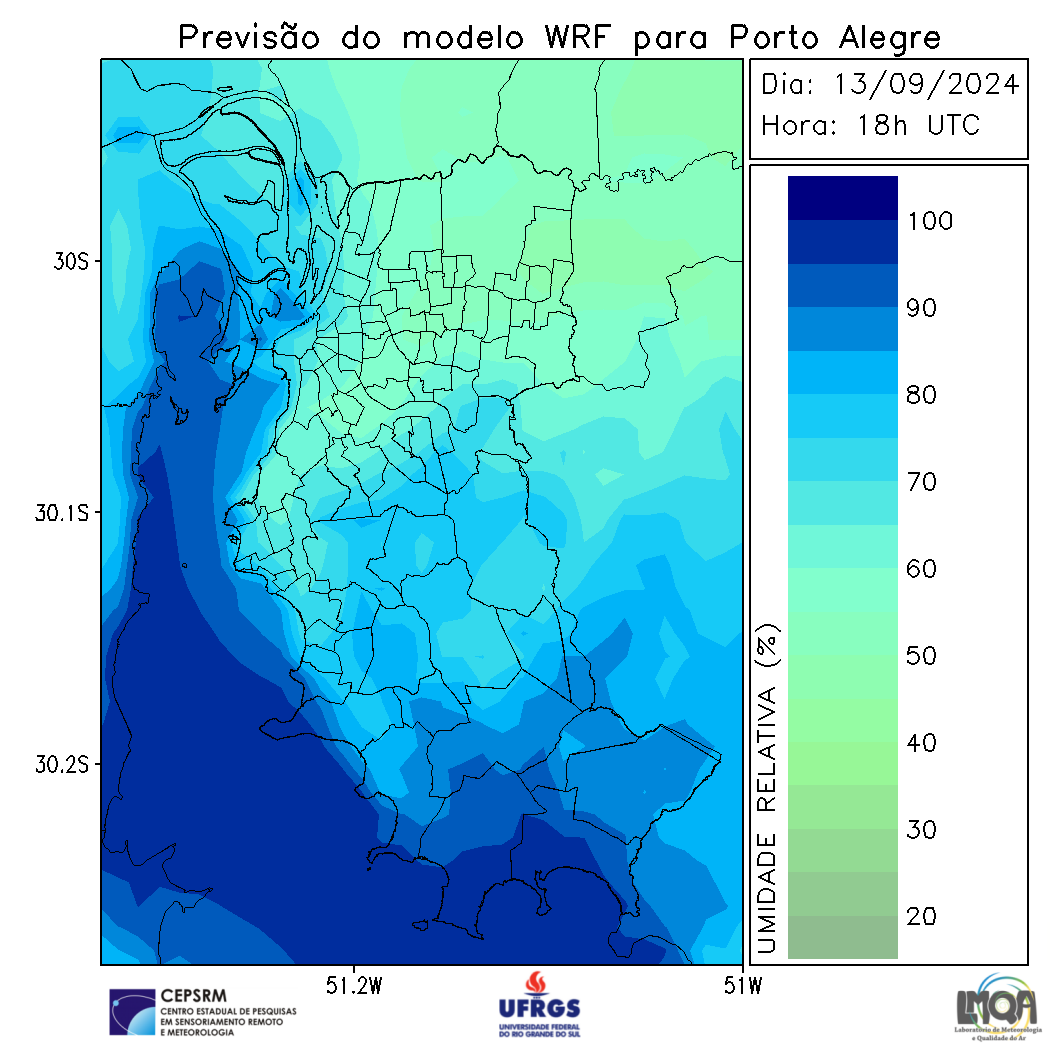 Previsão do modelo WRF para Porto Alegre
Dia: 13/09/2024
Hora: 18h UTC
30S
30.1S
30.2S
51.2W
51W
UMIDADE RELATIVA (%)
100
90
80
70
60
50
40
30
20
CEPSRM
CENTRO ESTADUAL DE PESQUISAS
EM SENSORIAMENTO REMOTO
E METEOROLOGIA
UFRGS
UNIVERSIDADE FEDERAL
DO RIO GRANDE DO SUL
LMQA
Laboratório de Meteorologia
e Qualidade do Ar